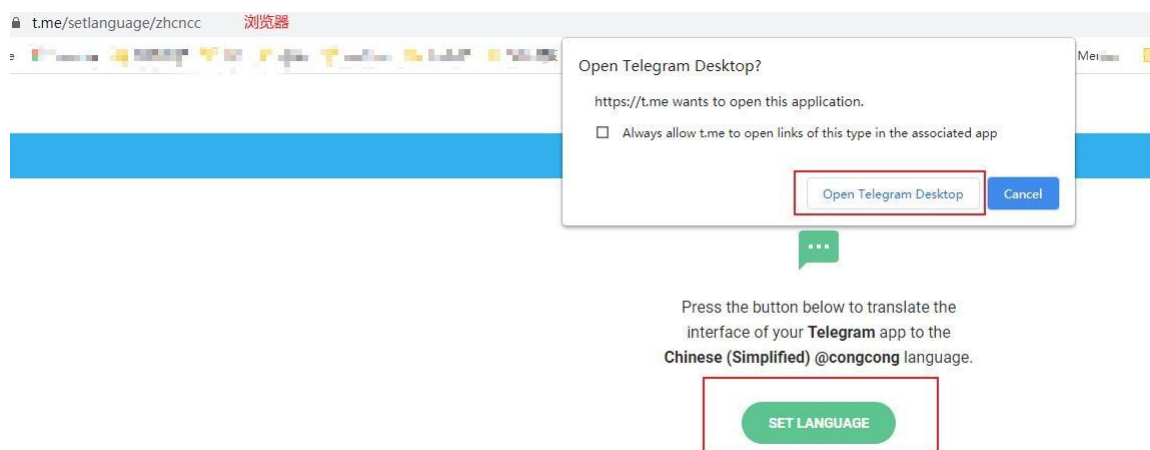 t.me/setlanguage/zhcncc 浏览器
Open Telegram Desktop?
https://t.me wants to open this application.
Always allow t.me to open links of this type in the associated app
Open Telegram Desktop Cancel
Press the button below to translate the
interface of your Telegram app to the
Chinese (Simplified) @congcong language.
SET LANGUAGE